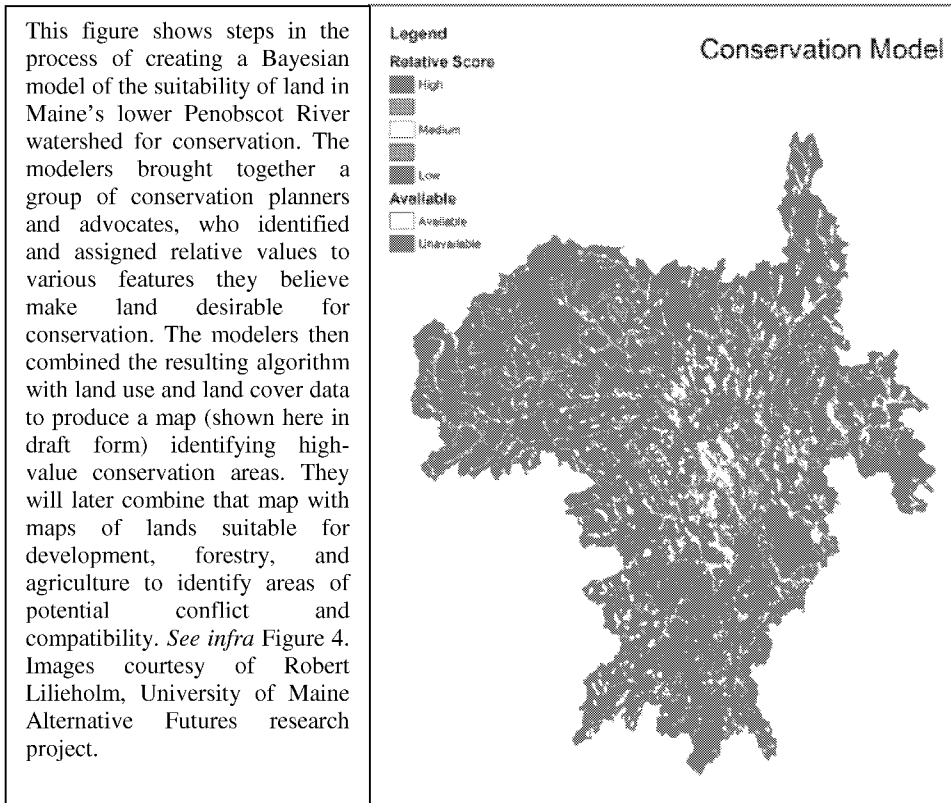 This figure shows steps in the
process of creating a Bayesian
model of the suitability of land in
Maine's lower Penobscot River
watershed for conservation. The
modelers brought together a
group of conservation planners
and advocates, who identified
and assigned relative values to
various features they believe
make land desirable for
conservation. The modelers then
combined the resulting algorithm
with land use and land cover data
to produce a map (shown here in
draft form) identifying high-
value conservation areas. They
will later combine that map with
maps of lands suitable for
development, forestry, and
agriculture to identify areas of
potential conflict and
compatibility. See infra Figure 4.
Images courtesy of Robert
Lilieholm, University of Maine
Alternative Futures research
project.
Conservation Model
Legend
Relative Score
High
Medium
Low
Available
Available
Unavailable